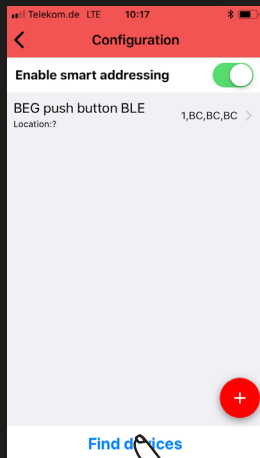 Telekom.de LTE 10:17
Configuration
Enable smart addressing
BEG push button BLE
Location:?
1,BC,BC,BC
+
Find devices